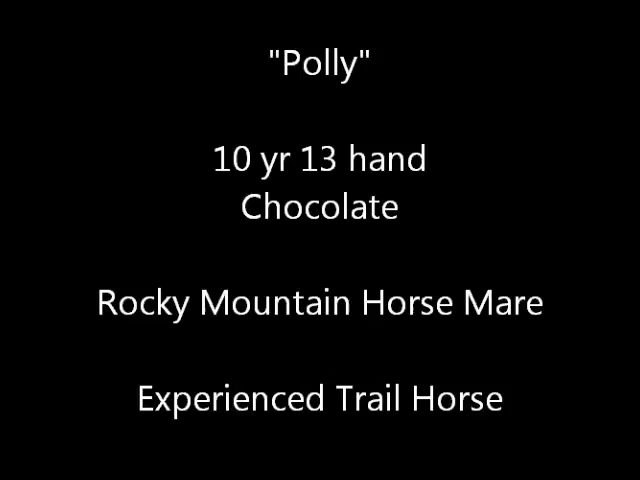 "Polly"
10 yr 13 hand
Chocolate
Rocky Mountain Horse Mare
Experienced Trail Horse